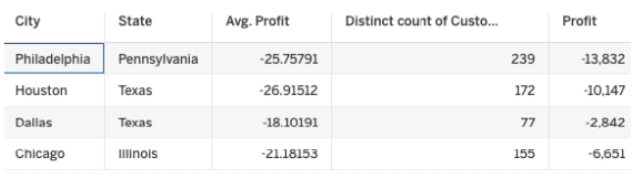 City State Avg. Profit Distinct count of Custo... Profit
Philadelphia Pennsylvania -25.75791 239 -13,832
Houston Texas -26.91512 172 -10,147
Dallas Texas -18.10191 77 -2,842
Chicago Illinois -21.18153 155 -6,651